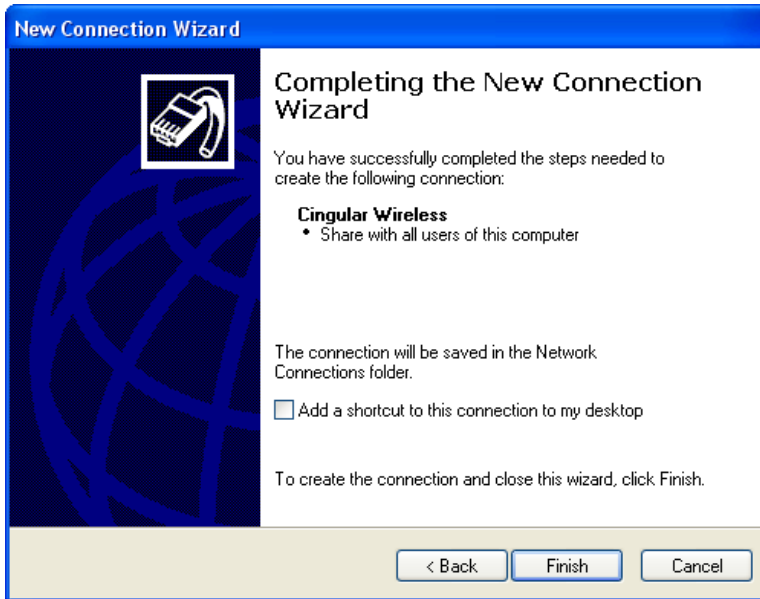 New Connection Wizard
Completing the New Connection
Wizard
You have successfully completed the steps needed to
create the following connection:
Cingular Wireless
• Share with all users of this computer
The connection will be saved in the Network
Connections folder.
Add a shortcut to this connection to my desktop
To create the connection and close this wizard, click Finish.
< Back Finish Cancel